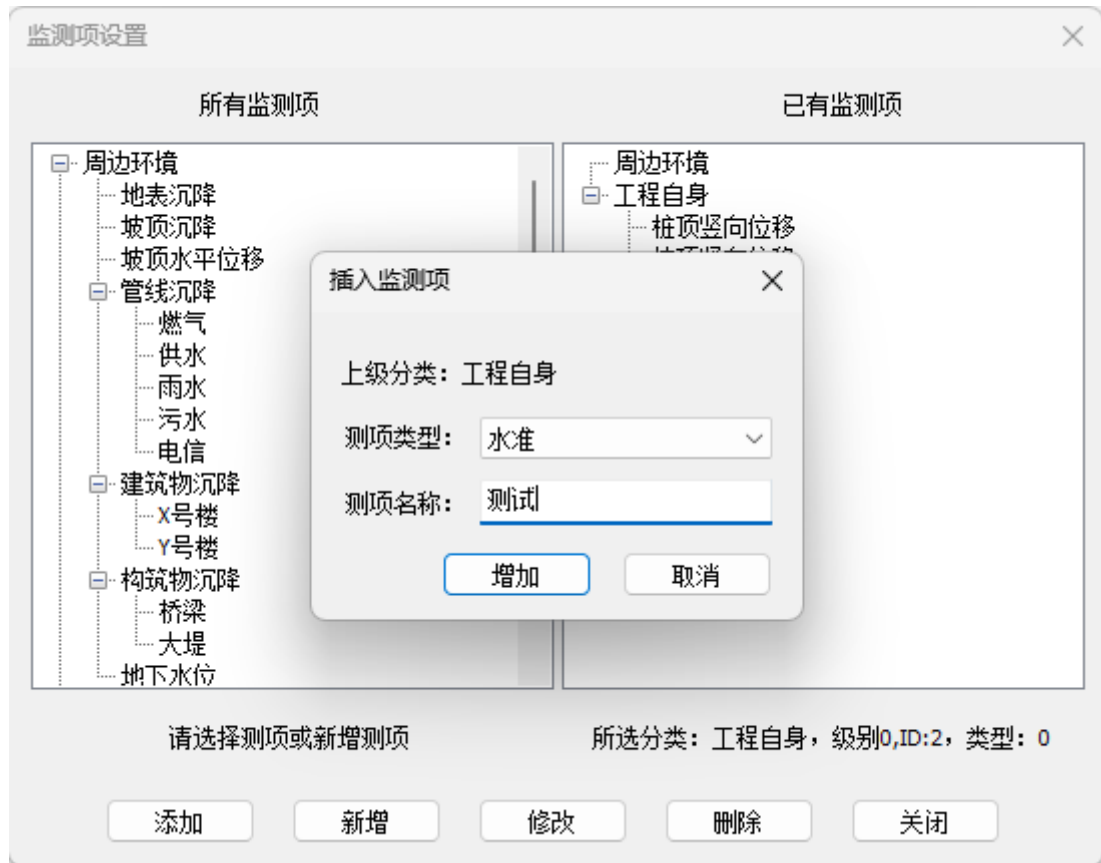 监测项设置
所有监测项
已有监测项
周边环境
地表沉降
坡顶沉降
坡顶水平位移
管线沉降
燃气
供水
雨水
污水
电信
建筑物沉降
X号楼
Y号楼
构筑物沉降
桥梁
大堤
地下水位
周边环境
工程自身
桩顶竖向位移
插入监测项
上级分类：工程自身
测项类型：
水准
测项名称：
测试
增加
取消
请选择测项或新增测项
所选分类：工程自身，级别0,ID:2，类型：0
添加
新增
修改
删除
关闭